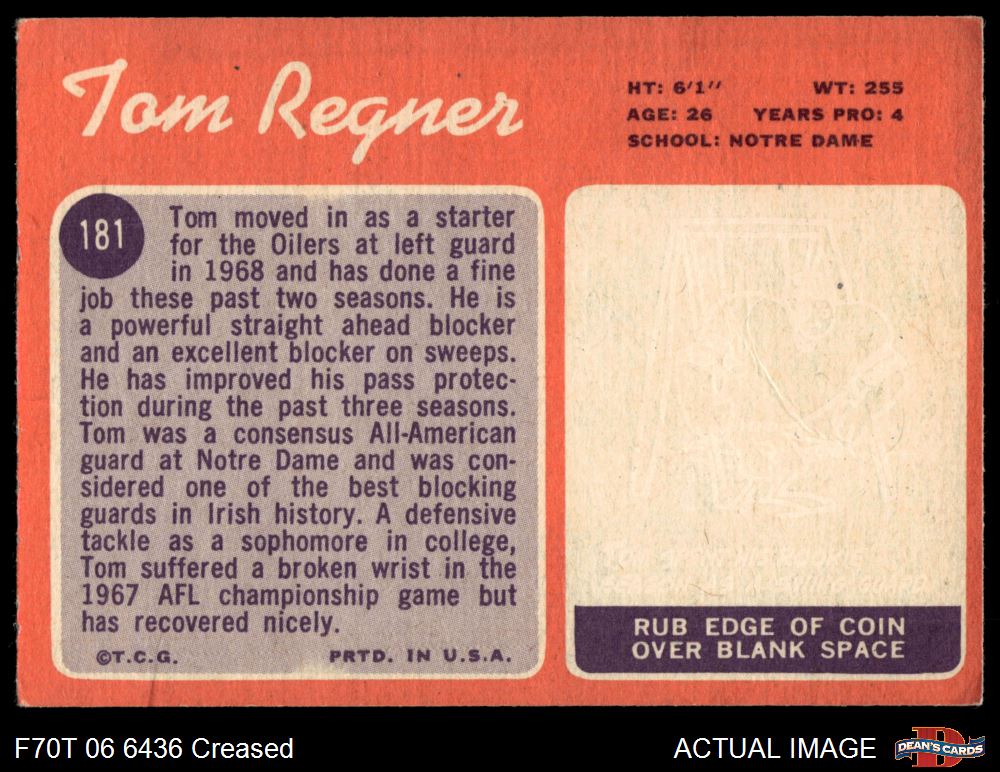 Tom Regner
HT: 6'1" WT: 255
AGE: 26 YEARS PRO: 4
SCHOOL: NOTRE DAME
181
Tom moved in as a starter
for the Oilers at left guard
in 1968 and has done a fine
job these past two seasons. He is
a powerful straight ahead blocker
and an excellent blocker on sweeps.
He has improved his pass protec-
tion during the past three seasons.
Tom was a consensus All-American
guard at Notre Dame and was con-
sidered one of the best blocking
guards in Irish history. A defensive
tackle as a sophomore in college,
Tom suffered a broken wrist in the
1967 AFL championship game but
has recovered nicely.
©T.C.G. PRTD. IN U.S.A.
RUB EDGE OF COIN
OVER BLANK SPACE
F70T 06 6436 Creased
ACTUAL IMAGE
DEAN'S CARDS